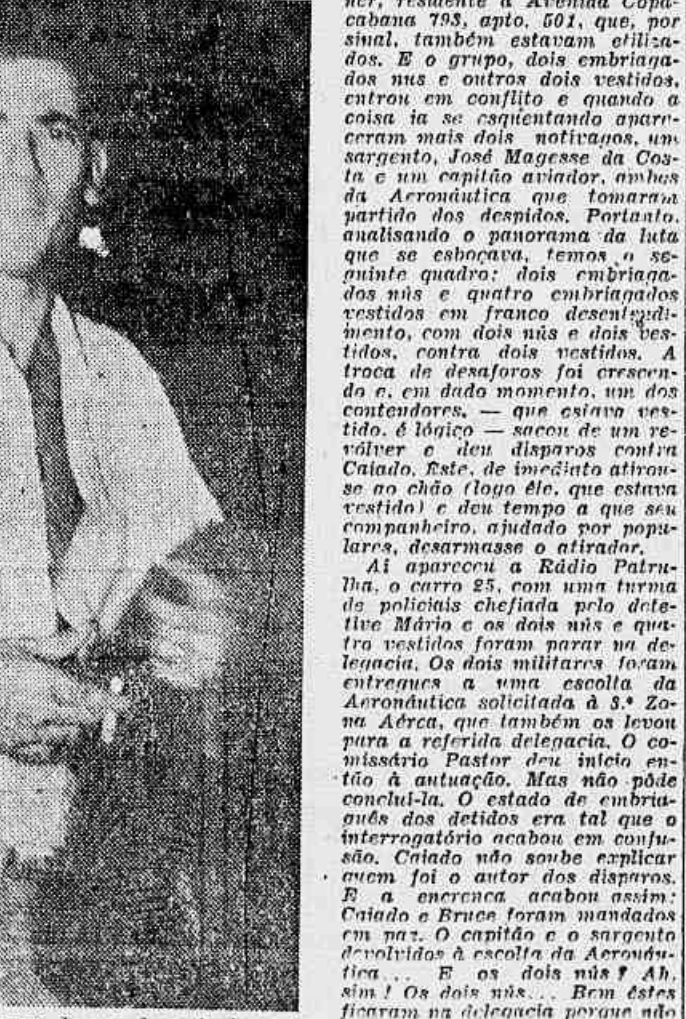 ner, residente à Avenida Copa-
cabana 793, apto. 501, que, por
sinal, também estavam etiliza-
dos. E o grupo, dois embriaga-
dos nus e outros dois vestidos,
entrou em conflito e quando a
coisa ia se esquentando apare-
ceram mais dois notívagos, um
sargento, José Magesse da Cos-
ta e um capitão aviador, ambos
da Aeronáutica que tomaram
partido dos despidos. Portanto,
analisando o panorama da luta
que se esboçava, temos o se-
guinte quadro: dois embriaga-
dos nús e quatro embriagados
vestidos em franco desentendi-
mento, com dois nús e dois ves-
tidos, contra dois vestidos. A
troca de desaforos foi crescen-
do e, em dado momento, um dos
contendores, — que estava ves-
tido, é lógico — sacou de um re-
vólver e deu disparos contra
Caiado. Êste, de imediato atirou-
se ao chão (logo êle, que estava
vestido) e deu tempo a que seu
companheiro, ajudado por popu-
lares, desarmasse o atirador.
Aí apareceu a Rádio Patru-
lha, o carro 25, com uma turma
de policiais chefiada pelo dete-
tive Mário e os dois nús e qua-
tro vestidos foram parar na de-
legacia. Os dois militares foram
entregues a uma escolta da
Aeronáutica solicitada à 3.ª Zo-
na Aérea, que também os levou
para a referida delegacia. O co-
missário Pastor deu início en-
tão à autuação. Mas não pôde
concluí-la. O estado de embria-
guês dos detidos era tal que o
interrogatório acabou em confu-
são. Caiado não soube explicar
quem foi o autor dos disparos.
E a encrenca acabou assim:
Caiado e Bruce foram mandados
em paz. O capitão e o sargento
devolvidos à escolta da Aeronáu-
tica... E os dois nús? Ah,
sim! Os dois nús... Bem êstes
ficaram na delegacia porque não